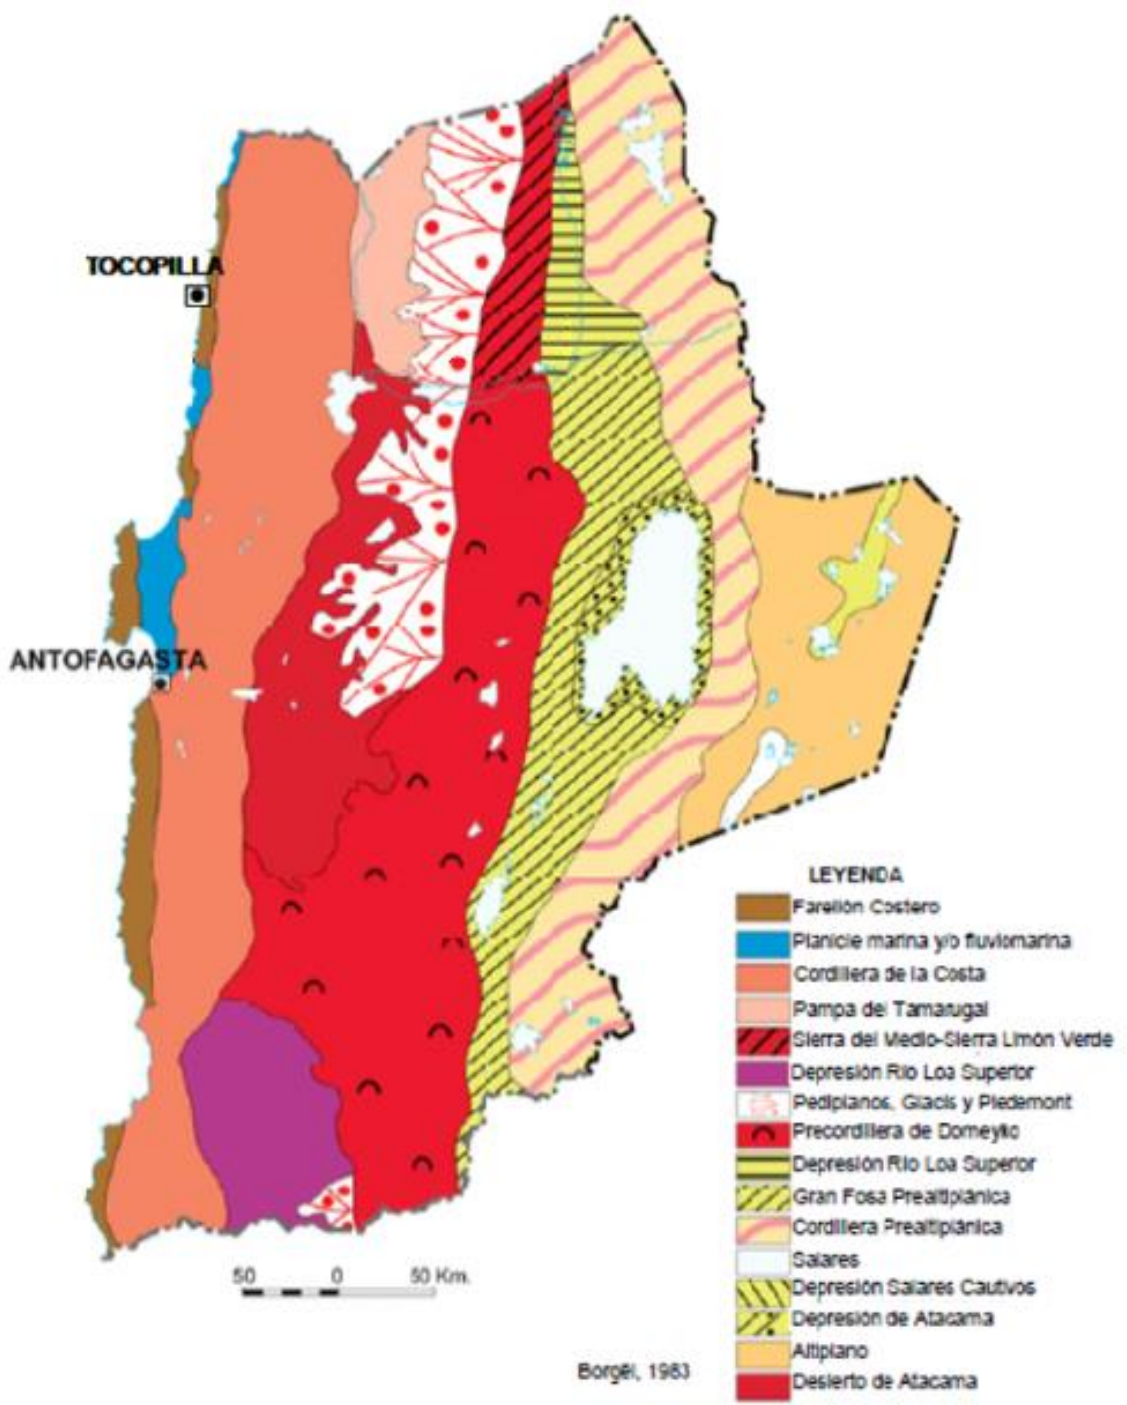 TOCOPILLA
ANTOFAGASTA
LEYENDA
Farellón Costero
Planicie marina y/o fluviomarina
Cordillera de la Costa
Pampa del Tamarugal
Sierra del Medio-Sierra Limón Verde
Depresión Río Loa Superior
Pediplanos, Glacis y Piedemont
Precordillera de Domeyko
Depresión Río Loa Superior
Gran Fosa Prealtiplánica
Cordillera Prealtiplánica
Salares
Depresión Salares Cautivos
Depresión de Atacama
Altiplano
Desierto de Atacama
50 0 50 Km.
Borgël, 1983